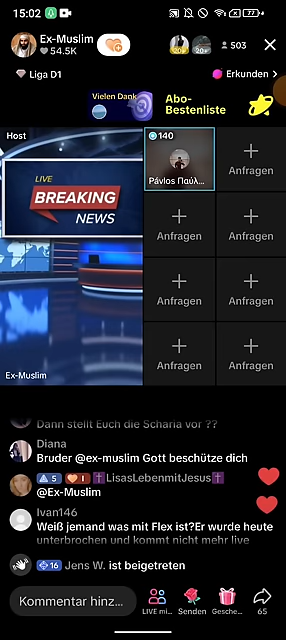 15:02
77
Ex-Muslim
54.5K
20+
503
Liga D1
Erkunden
Vielen Dank
Abo-
Bestenliste
Host
LIVE
BREAKING
NEWS
Ex-Muslim
140
Pávlos Παύλ...
Anfragen
Anfragen
Anfragen
Anfragen
Anfragen
Anfragen
Anfragen
Dann stellt Euch die Scharia vor ??
Diana
Bruder @ex-muslim Gott beschütze dich
5 1 ✝️LisasLebenmitJesus✝️
@Ex-Muslim
Ivan146
Weiß jemand was mit Flex ist?Er wurde heute
unterbrochen und kommt nicht mehr live
16 Jens W. ist beigetreten
Kommentar hinz...
LIVE mi...
Senden
Gesche...
65